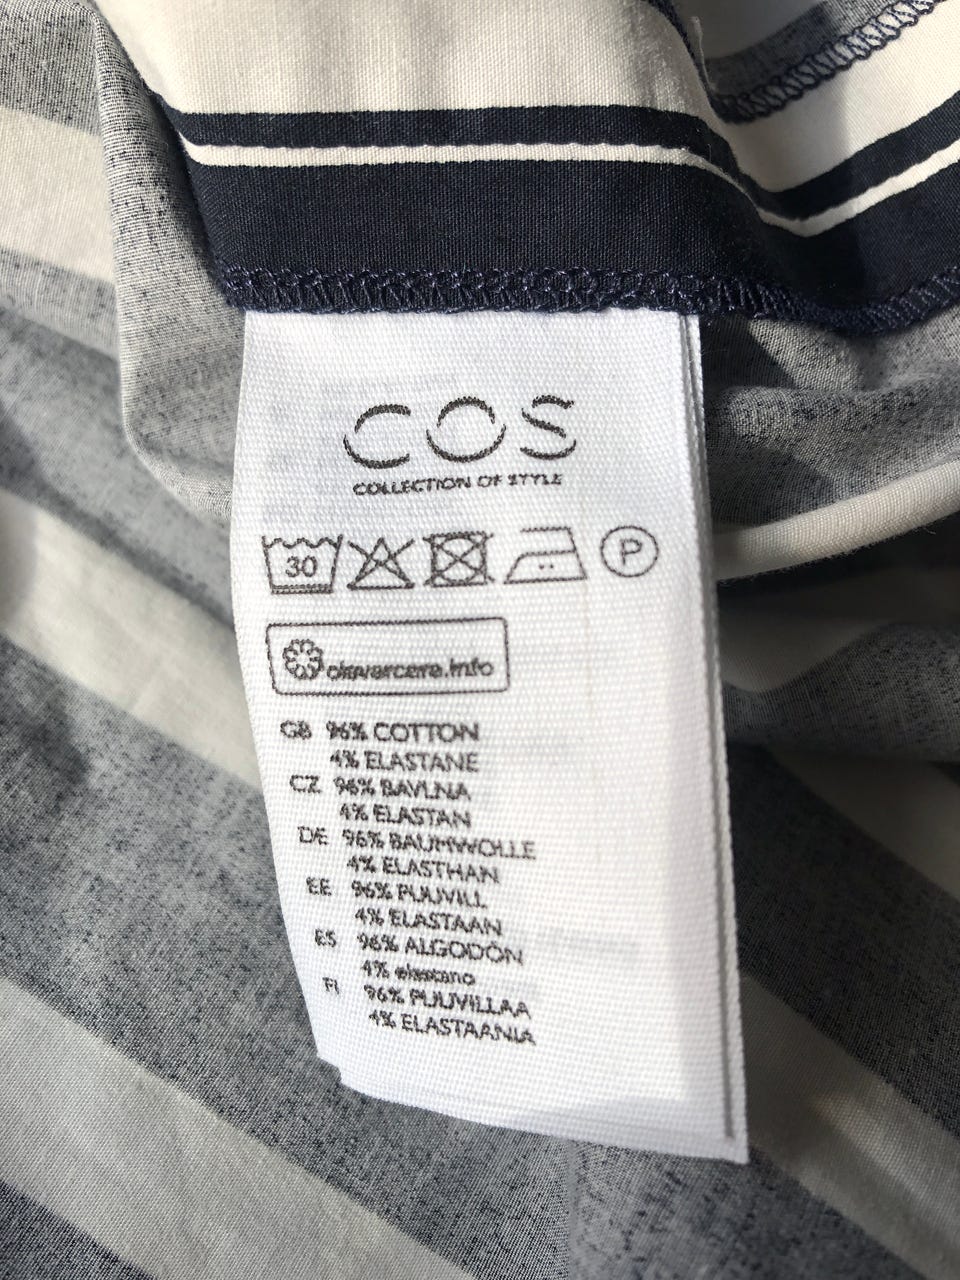 COS
COLLECTION OF STYLE
30 P
clevercare.info
GB 96% COTTON
4% ELASTANE
CZ 96% BAVLNA
4% ELASTAN
DE 96% BAUMWOLLE
4% ELASTHAN
EE 96% PUUVILL
4% ELASTAAN
ES 96% ALGODÓN
4% elastano
FI 96% PUUVILLAA
4% ELASTAANIA